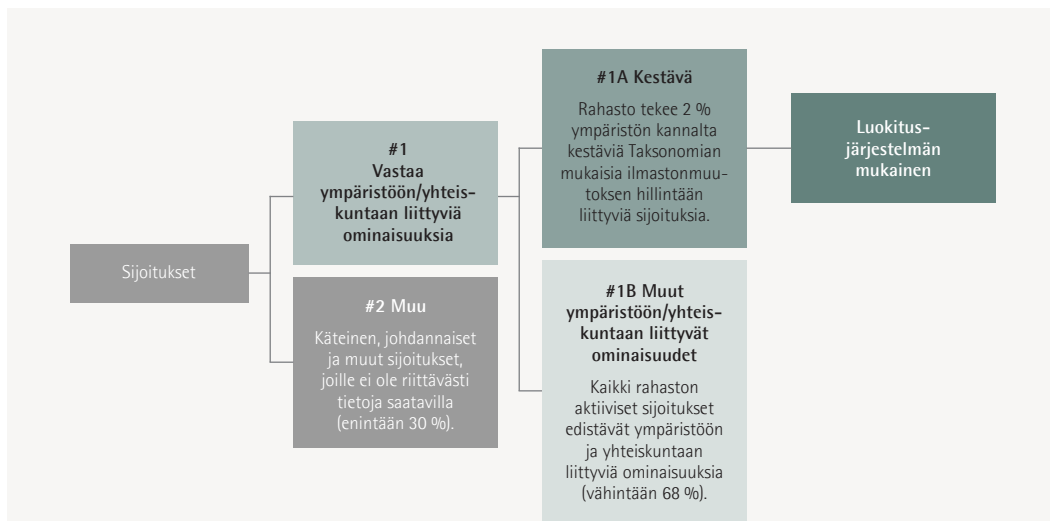 Sijoitukset
#1
Vastaa
ympäristöön/yhteis-
kuntaan liittyviä
ominaisuuksia
#2 Muu
Käteinen, johdannaiset
ja muut sijoitukset,
joille ei ole riittävästi
tietoja saatavilla
(enintään 30 %).
#1A Kestävä
Rahasto tekee 2 %
ympäristön kannalta
kestäviä Taksonomian
mukaisia ilmastonmuu-
toksen hillintään
liittyviä sijoituksia.
#1B Muut
ympäristöön/yhteis-
kuntaan liittyvät
ominaisuudet
Kaikki rahaston
aktiiviset sijoitukset
edistävät ympäristöön
ja yhteiskuntaan
liittyviä ominaisuuksia
(vähintään 68 %).
Luokitus-
järjestelmän
mukainen